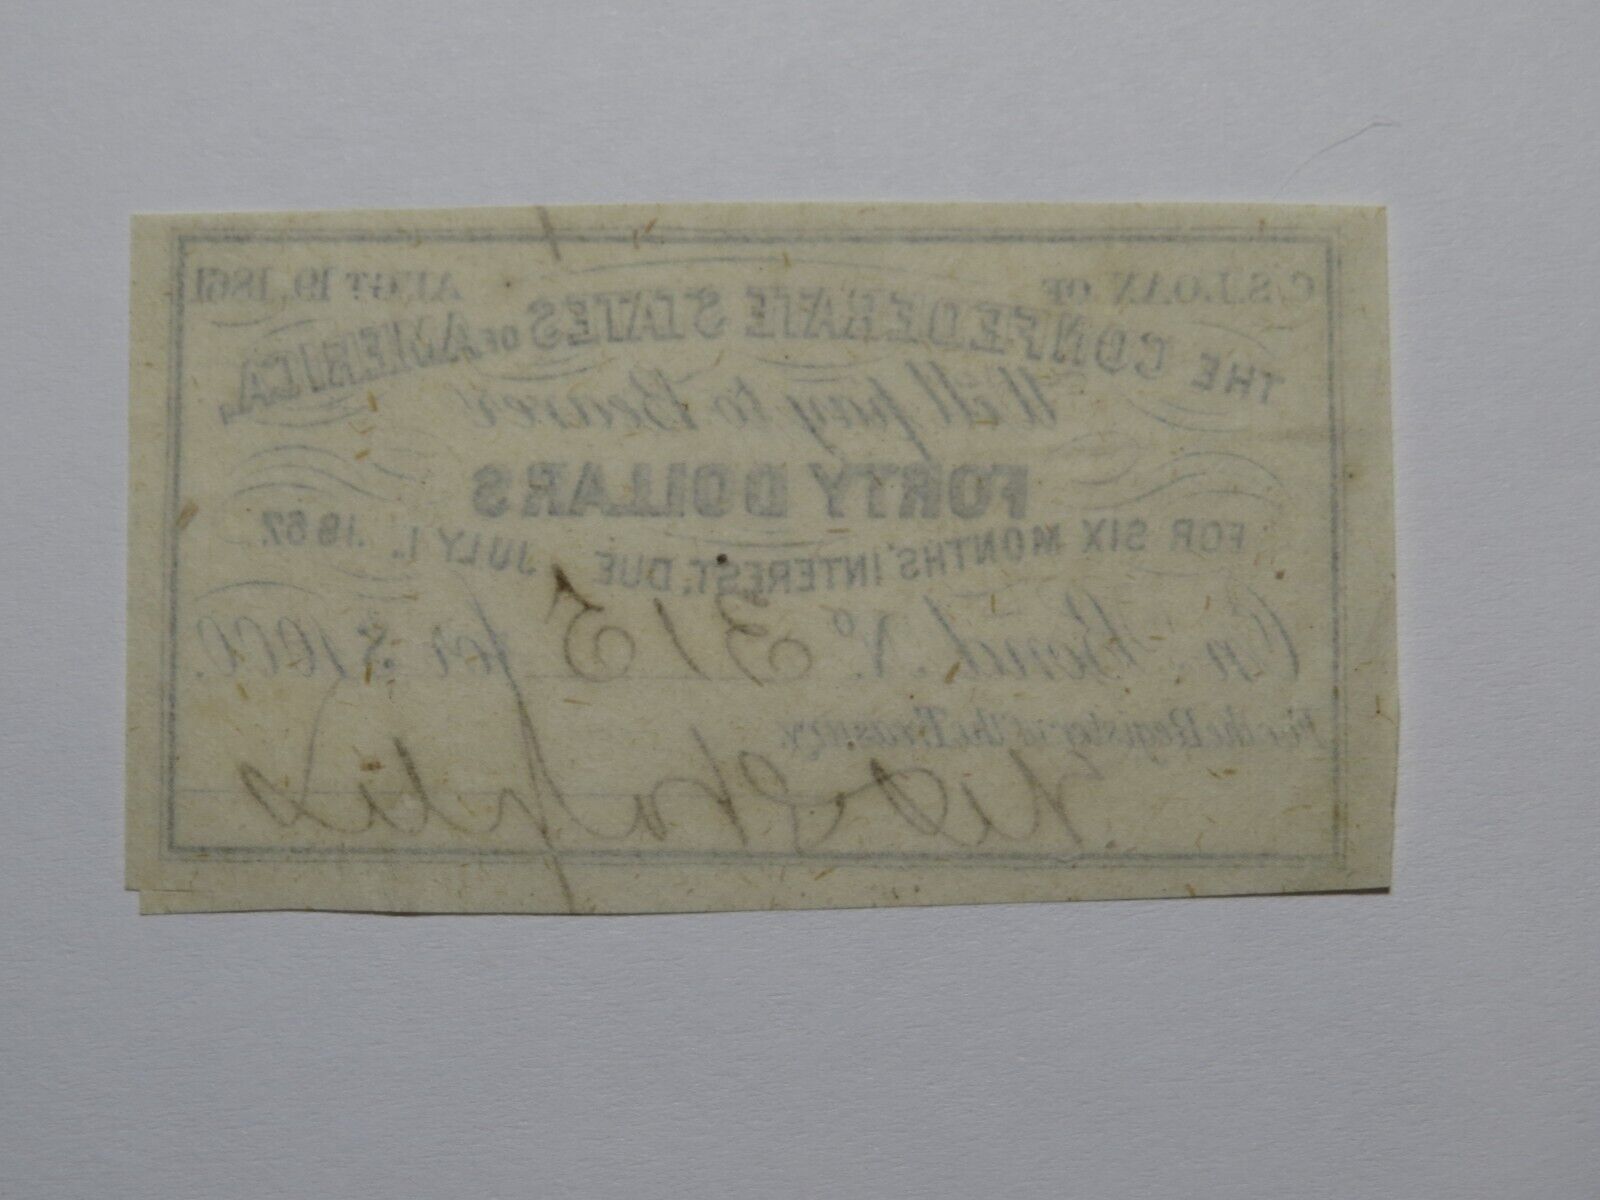 C.S. LOAN OF AUGT 19, 1861
THE CONFEDERATE STATES OF AMERICA,
Will pay to Bearer
FORTY DOLLARS
FOR SIX MONTHS' INTEREST, DUE JULY 1, 1867.
On Bond, No. 315 for $1000.
For the Register of the Treasury.